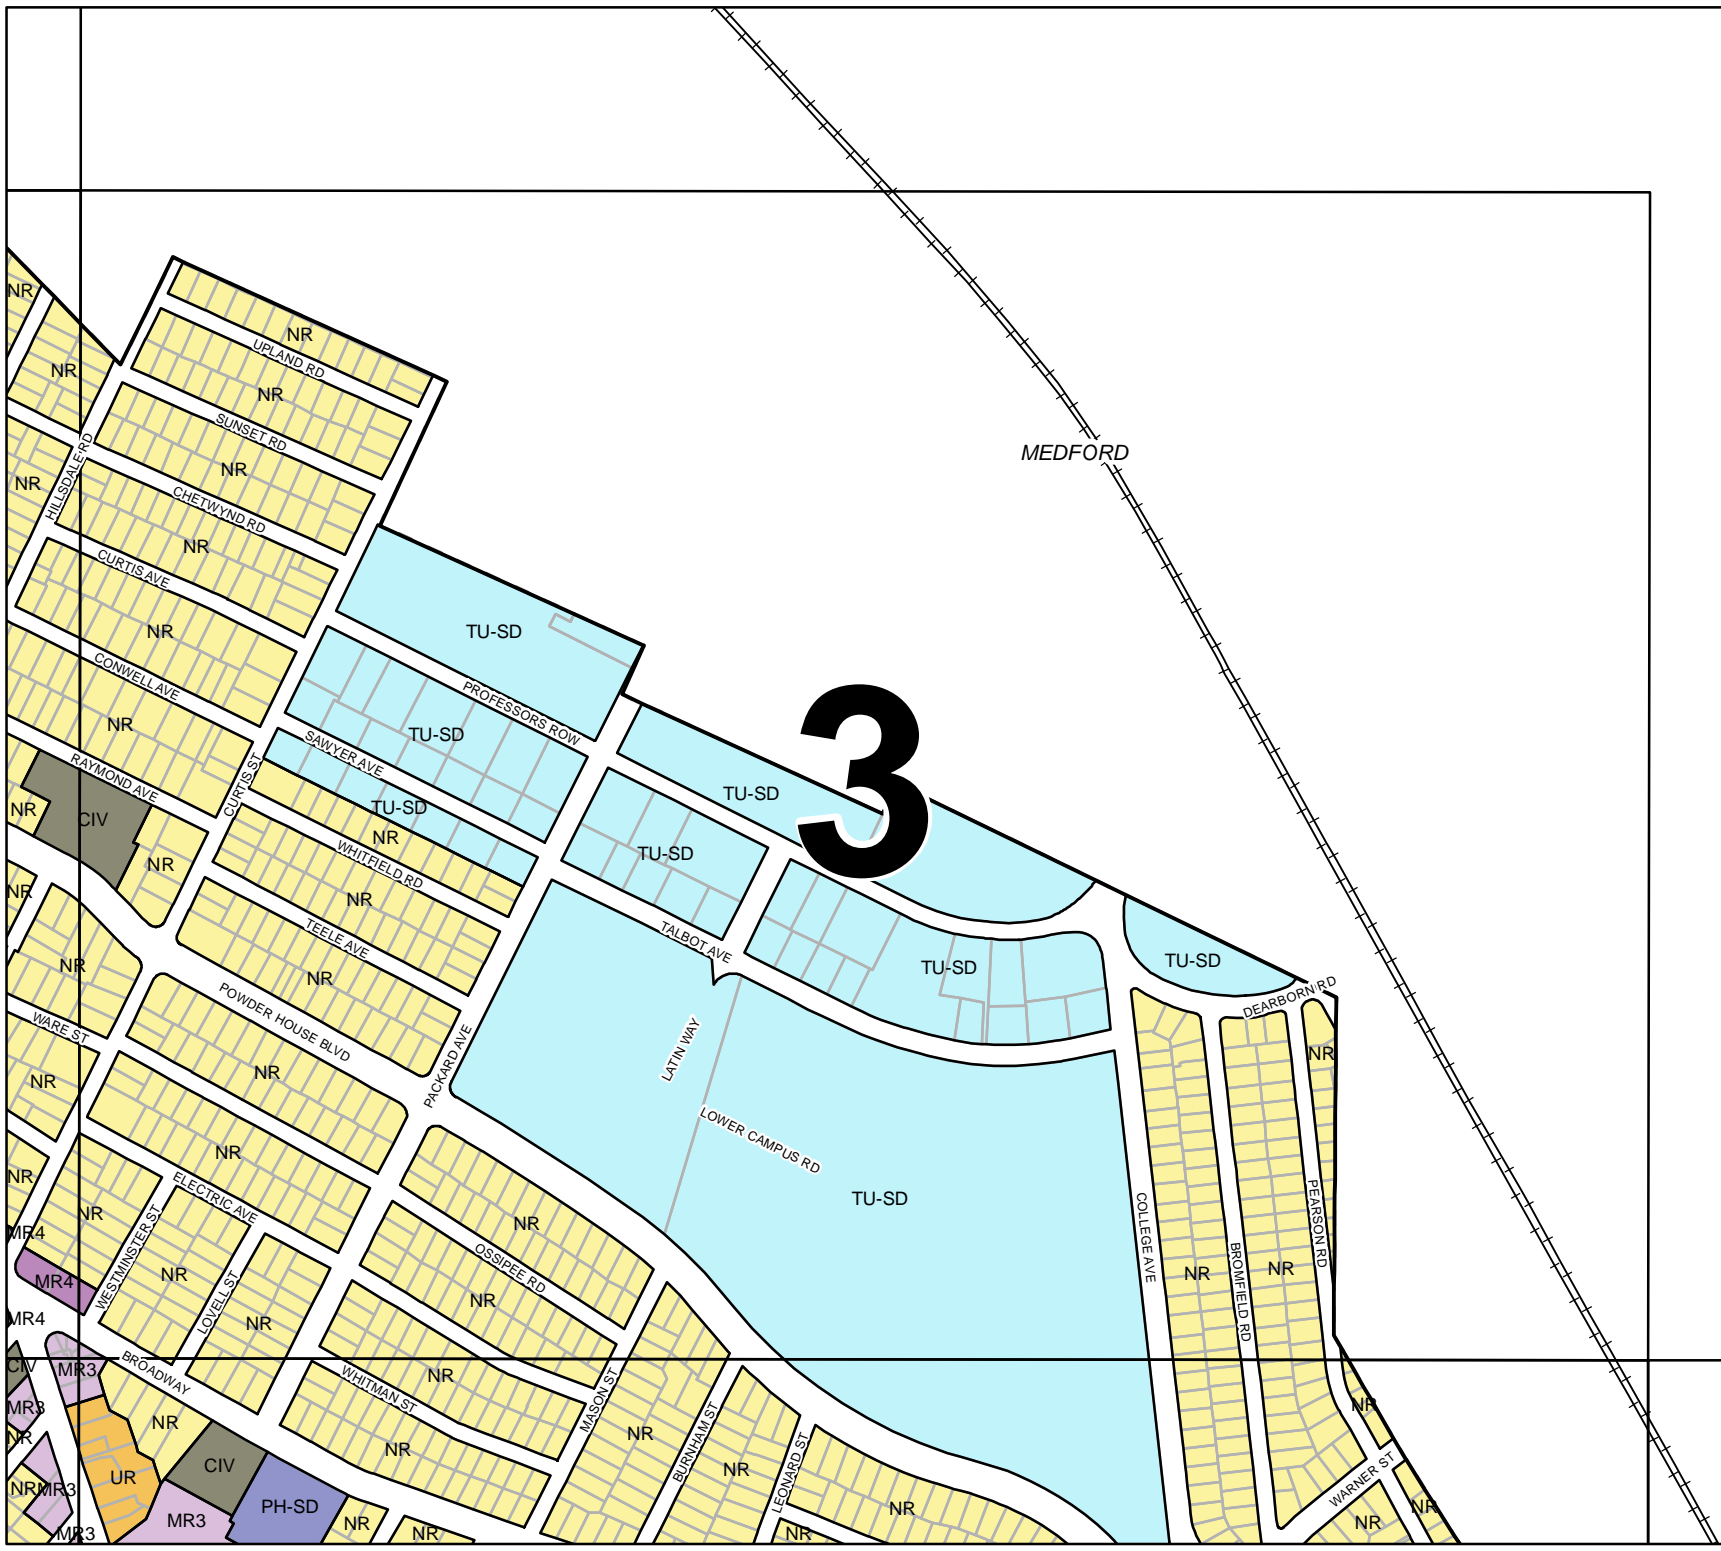 NR
NR
UPLAND RD
NR
NR
SUNSET RD
MEDFORD
NR
HILLSDALE RD
NR
CHETWYND RD
NR
CURTIS AVE
NR
TU-SD
CONWELL AVE
PROFESSORS ROW
NR
TU-SD
SAWYER AVE
RAYMOND AVE
CURTIS ST
TU-SD
3
NR
CIV
TU-SD
NR
TU-SD
WHITFIELD RD
NR
NR
NR
TEELE AVE
TALBOT AVE
NR
NR
TU-SD
TU-SD
DEARBORN RD
POWDER HOUSE BLVD
WARE ST
LATIN WAY
NR
NR
NR
PACKARD AVE
LOWER CAMPUS RD
NR
NR
ELECTRIC AVE
TU-SD
NR
NR
MR4
WESTMINSTER ST
OSSIPEE RD
COLLEGE AVE
BROMFIELD RD
PEARSON RD
NR
NR
MR4
NR
LOVELL ST
NR
MR4
NR
CIV
MR3
BROADWAY
NR
WHITMAN ST
MASON ST
NR
MR3
NR
NR
NR
NR
BURNHAM ST
LEONARD ST
CIV
UR
NR
WARNER ST
NR
MR3
PH-SD
NR
NR
MR3
NR
NR
NR
NR
MR3